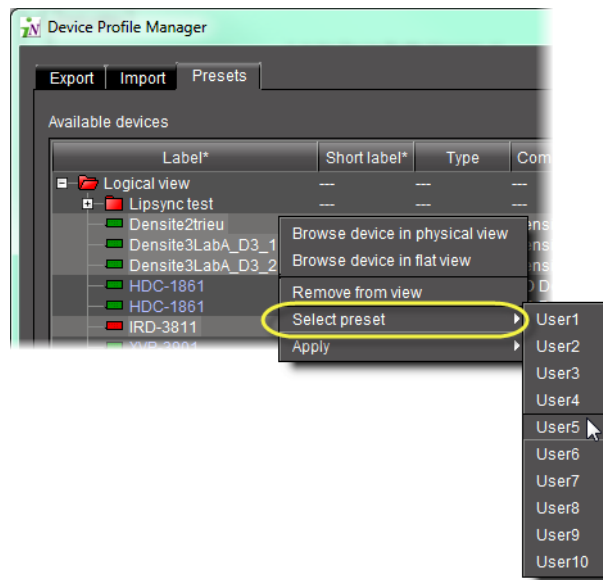 Device Profile Manager
Export Import Presets
Available devices
Label* Short label* Type Com
Logical view --- --- ---
Lipsync test --- --- ---
Densite2trieu
Densite3LabA_D3_1
Densite3LabA_D3_2
HDC-1861
HDC-1861
IRD-3811
Browse device in physical view
Browse device in flat view
Remove from view
Select preset
Apply
User1
User2
User3
User4
User5
User6
User7
User8
User9
User10